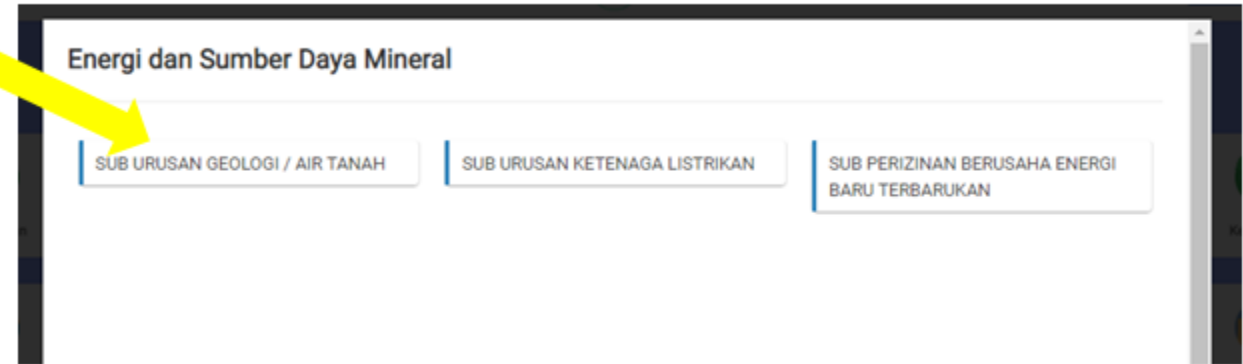 Energi dan Sumber Daya Mineral
SUB URUSAN GEOLOGI / AIR TANAH
SUB URUSAN KETENAGA LISTRIKAN
SUB PERIZINAN BERUSAHA ENERGI
BARU TERBARUKAN